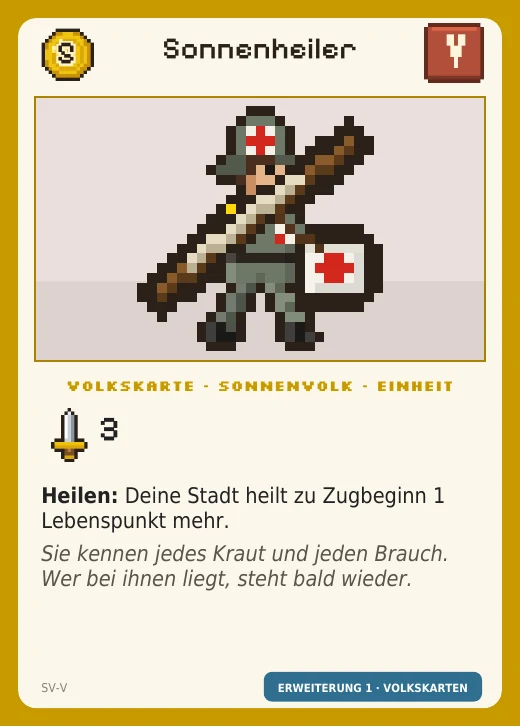 S
Sonnenheiler
VOLKSKARTE - SONNENVOLK - EINHEIT
3
Heilen: Deine Stadt heilt zu Zugbeginn 1
Lebenspunkt mehr.
Sie kennen jedes Kraut und jeden Brauch.
Wer bei ihnen liegt, steht bald wieder.
SV-V
ERWEITERUNG 1 · VOLKSKARTEN